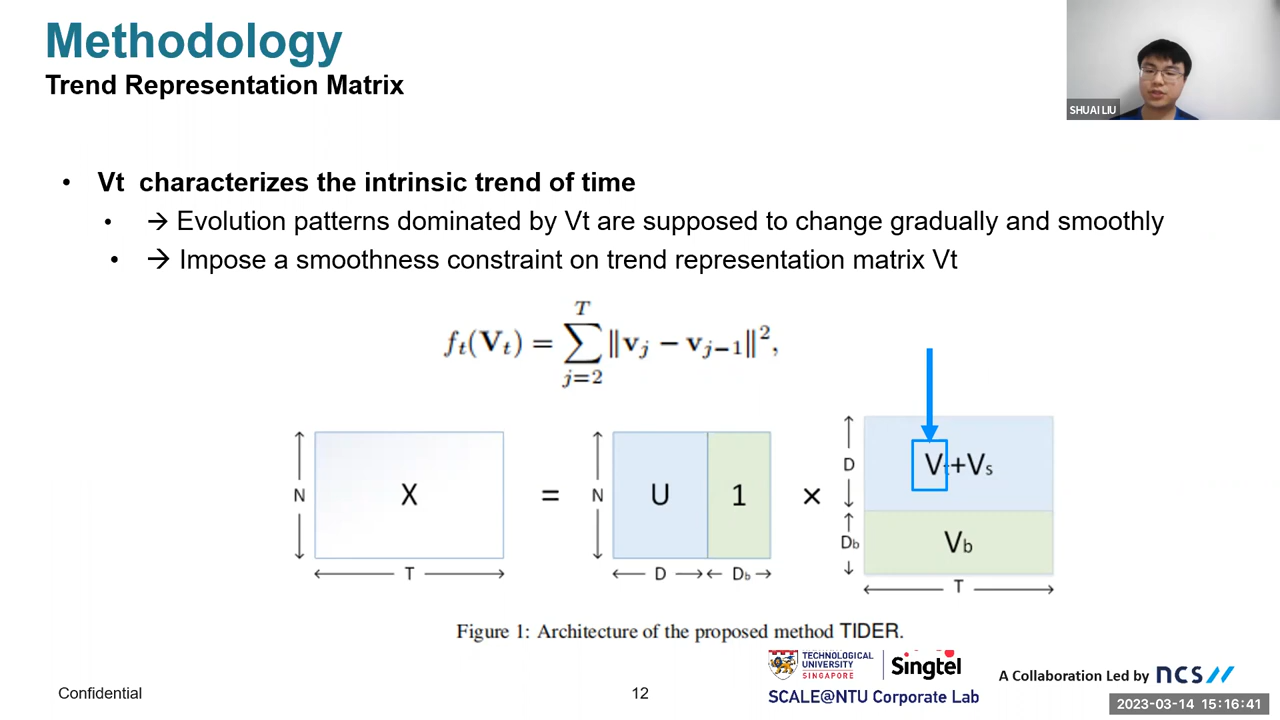 Methodology
Trend Representation Matrix
SHUAI LIU
• Vt characterizes the intrinsic trend of time
• → Evolution patterns dominated by Vt are supposed to change gradually and smoothly
• → Impose a smoothness constraint on trend representation matrix Vt
fₜ(Vₜ) = ∑_{j=2}^{T} ‖vⱼ − vⱼ₋₁‖²,
N X T
=
N U 1 D D_b
×
D Vₜ+Vₛ
D_b V_b
T
Figure 1: Architecture of the proposed method TIDER.
TECHNOLOGICAL
UNIVERSITY
SINGAPORE
Singtel
SCALE@NTU Corporate Lab
A Collaboration Led by ncs//
Confidential
12
2023-03-14 15:16:41